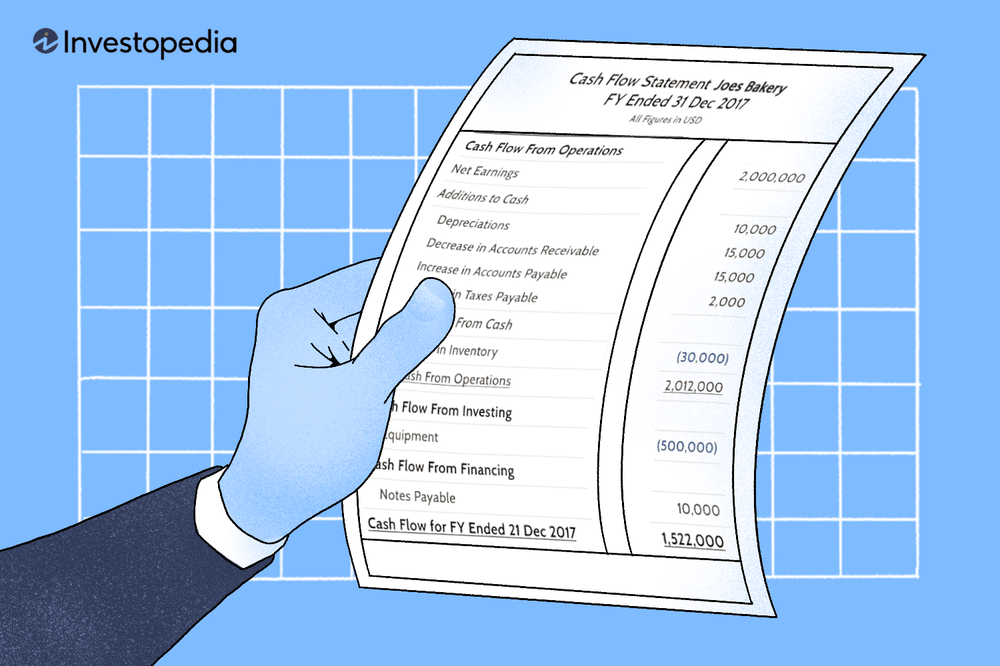 Investopedia
Cash Flow Statement Joes Bakery
FY Ended 31 Dec 2017
All Figures in USD
Cash Flow From Operations
Net Earnings 2,000,000
Additions to Cash
Depreciations 10,000
Decrease in Accounts Receivable 15,000
Increase in Accounts Payable 15,000
in Taxes Payable 2,000
From Cash
in Inventory (30,000)
ash From Operations 2,012,000
h Flow From Investing
quipment (500,000)
ash Flow From Financing
Notes Payable 10,000
Cash Flow for FY Ended 21 Dec 2017 1,522,000